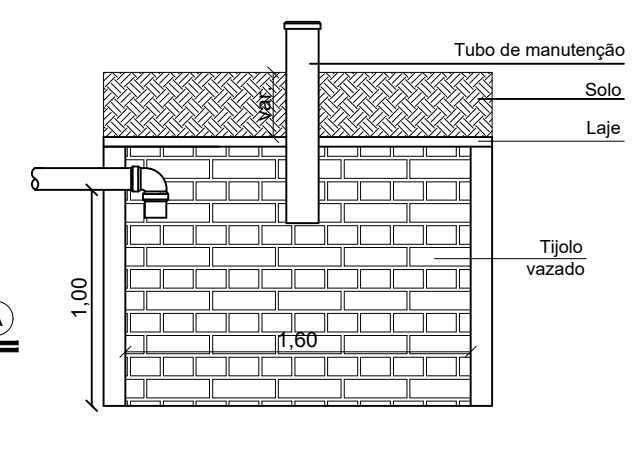 Tubo de manutenção
Solo
var.
Laje
Tijolo
vazado
1,00
1,60